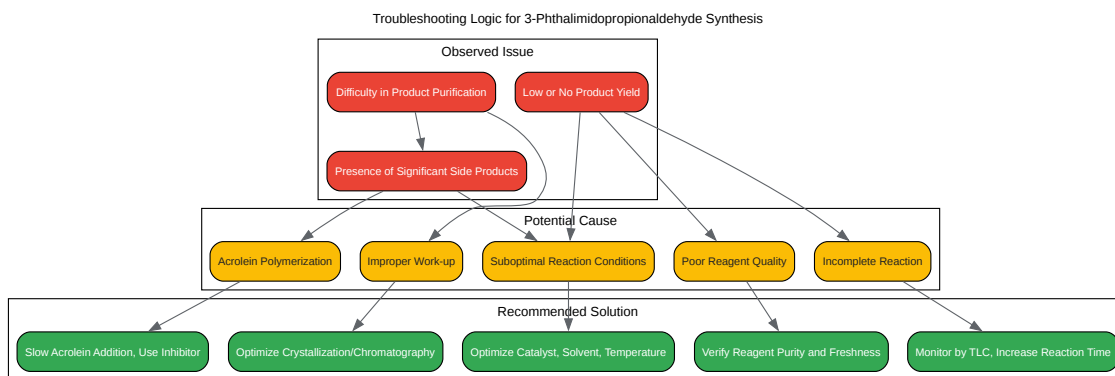 Troubleshooting Logic for 3-Phthalimidopropionaldehyde Synthesis
Observed Issue
Difficulty in Product Purification
Low or No Product Yield
Presence of Significant Side Products
Potential Cause
Acrolein Polymerization
Improper Work-up
Suboptimal Reaction Conditions
Poor Reagent Quality
Incomplete Reaction
Recommended Solution
Slow Acrolein Addition, Use Inhibitor
Optimize Crystallization/Chromatography
Optimize Catalyst, Solvent, Temperature
Verify Reagent Purity and Freshness
Monitor by TLC, Increase Reaction Time